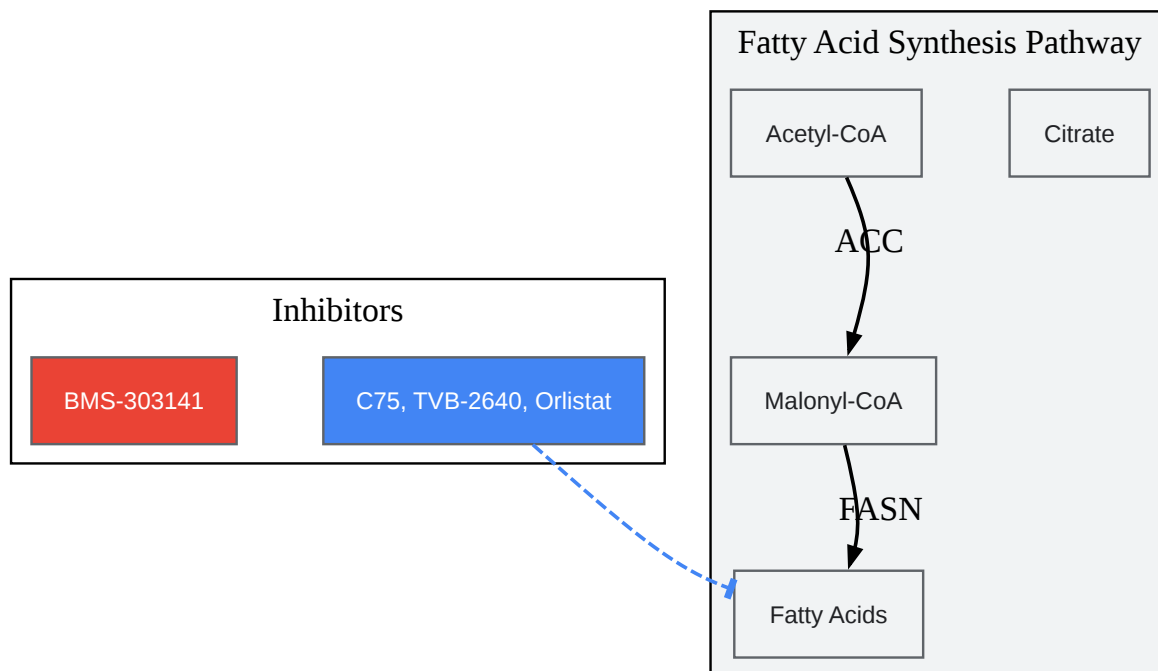 Fatty Acid Synthesis Pathway
Acetyl-CoA
Citrate
ACC
Inhibitors
BMS-303141
C75, TVB-2640, Orlistat
Malonyl-CoA
FASN
Fatty Acids